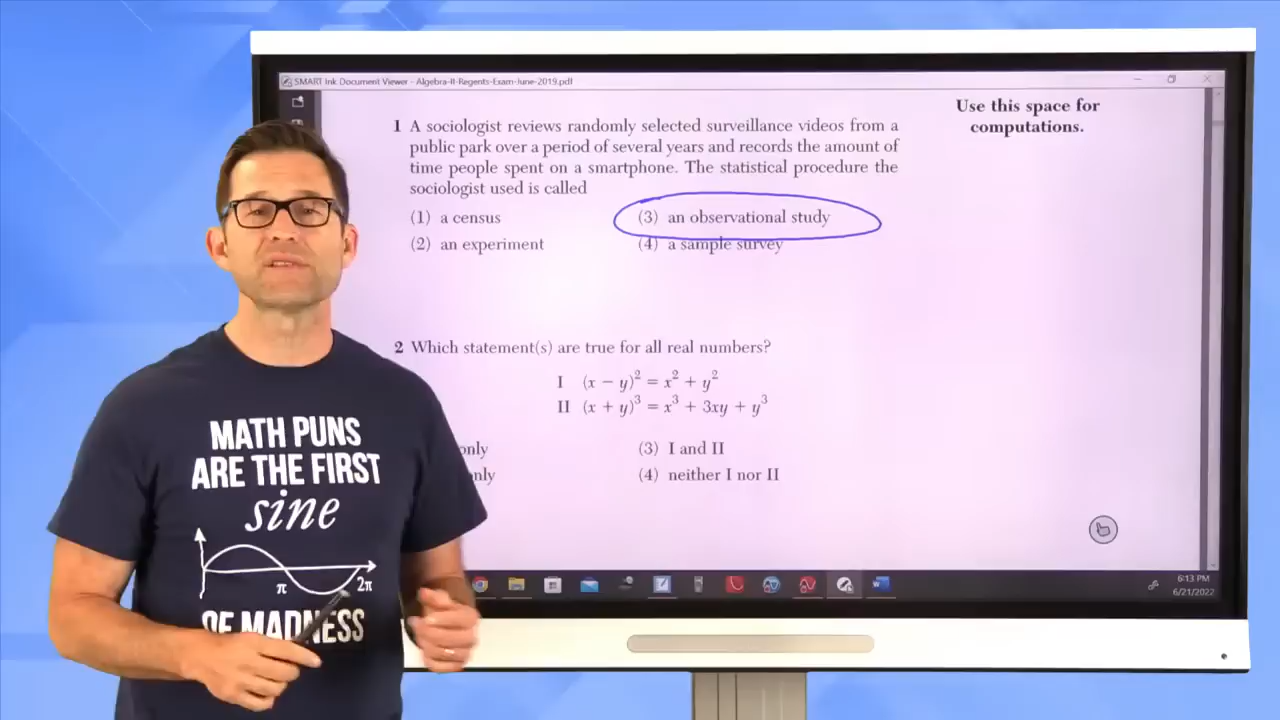 SMART Ink Document Viewer - Algebra-II-Regents-Exam-June-2019.pdf
Use this space for
computations.
1 A sociologist reviews randomly selected surveillance videos from a
public park over a period of several years and records the amount of
time people spent on a smartphone. The statistical procedure the
sociologist used is called
(1) a census
(3) an observational study
(2) an experiment
(4) a sample survey
2 Which statement(s) are true for all real numbers?
I (x − y)² = x² + y²
II (x + y)³ = x³ + 3xy + y³
only
(3) I and II
only
(4) neither I nor II
MATH PUNS
ARE THE FIRST
sine
π
2π
OF MADNESS
6:13 PM
6/21/2022